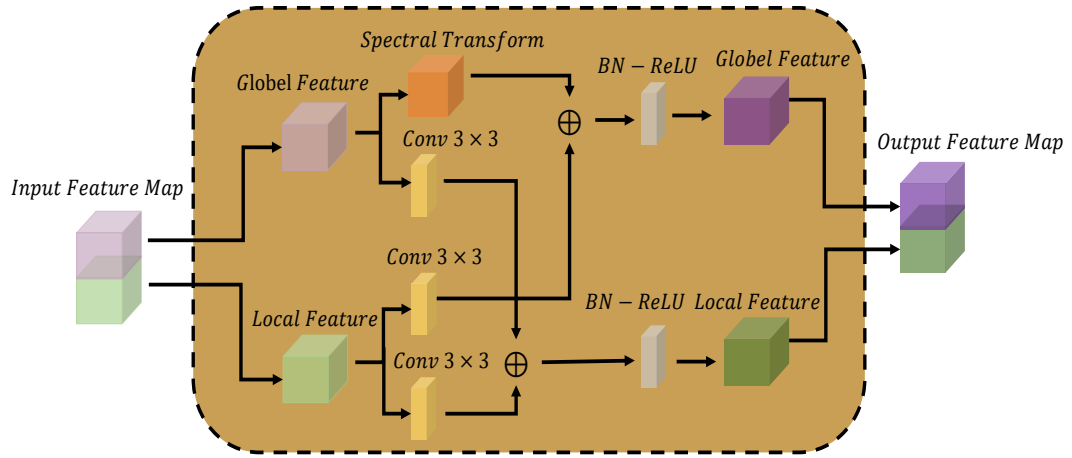 Spectral Transform
BN − ReLU
Globel Feature
Globel Feature
Conv 3 × 3
Output Feature Map
Input Feature Map
Conv 3 × 3
Local Feature
BN − ReLU
Local Feature
Conv 3 × 3
⊕
⊕